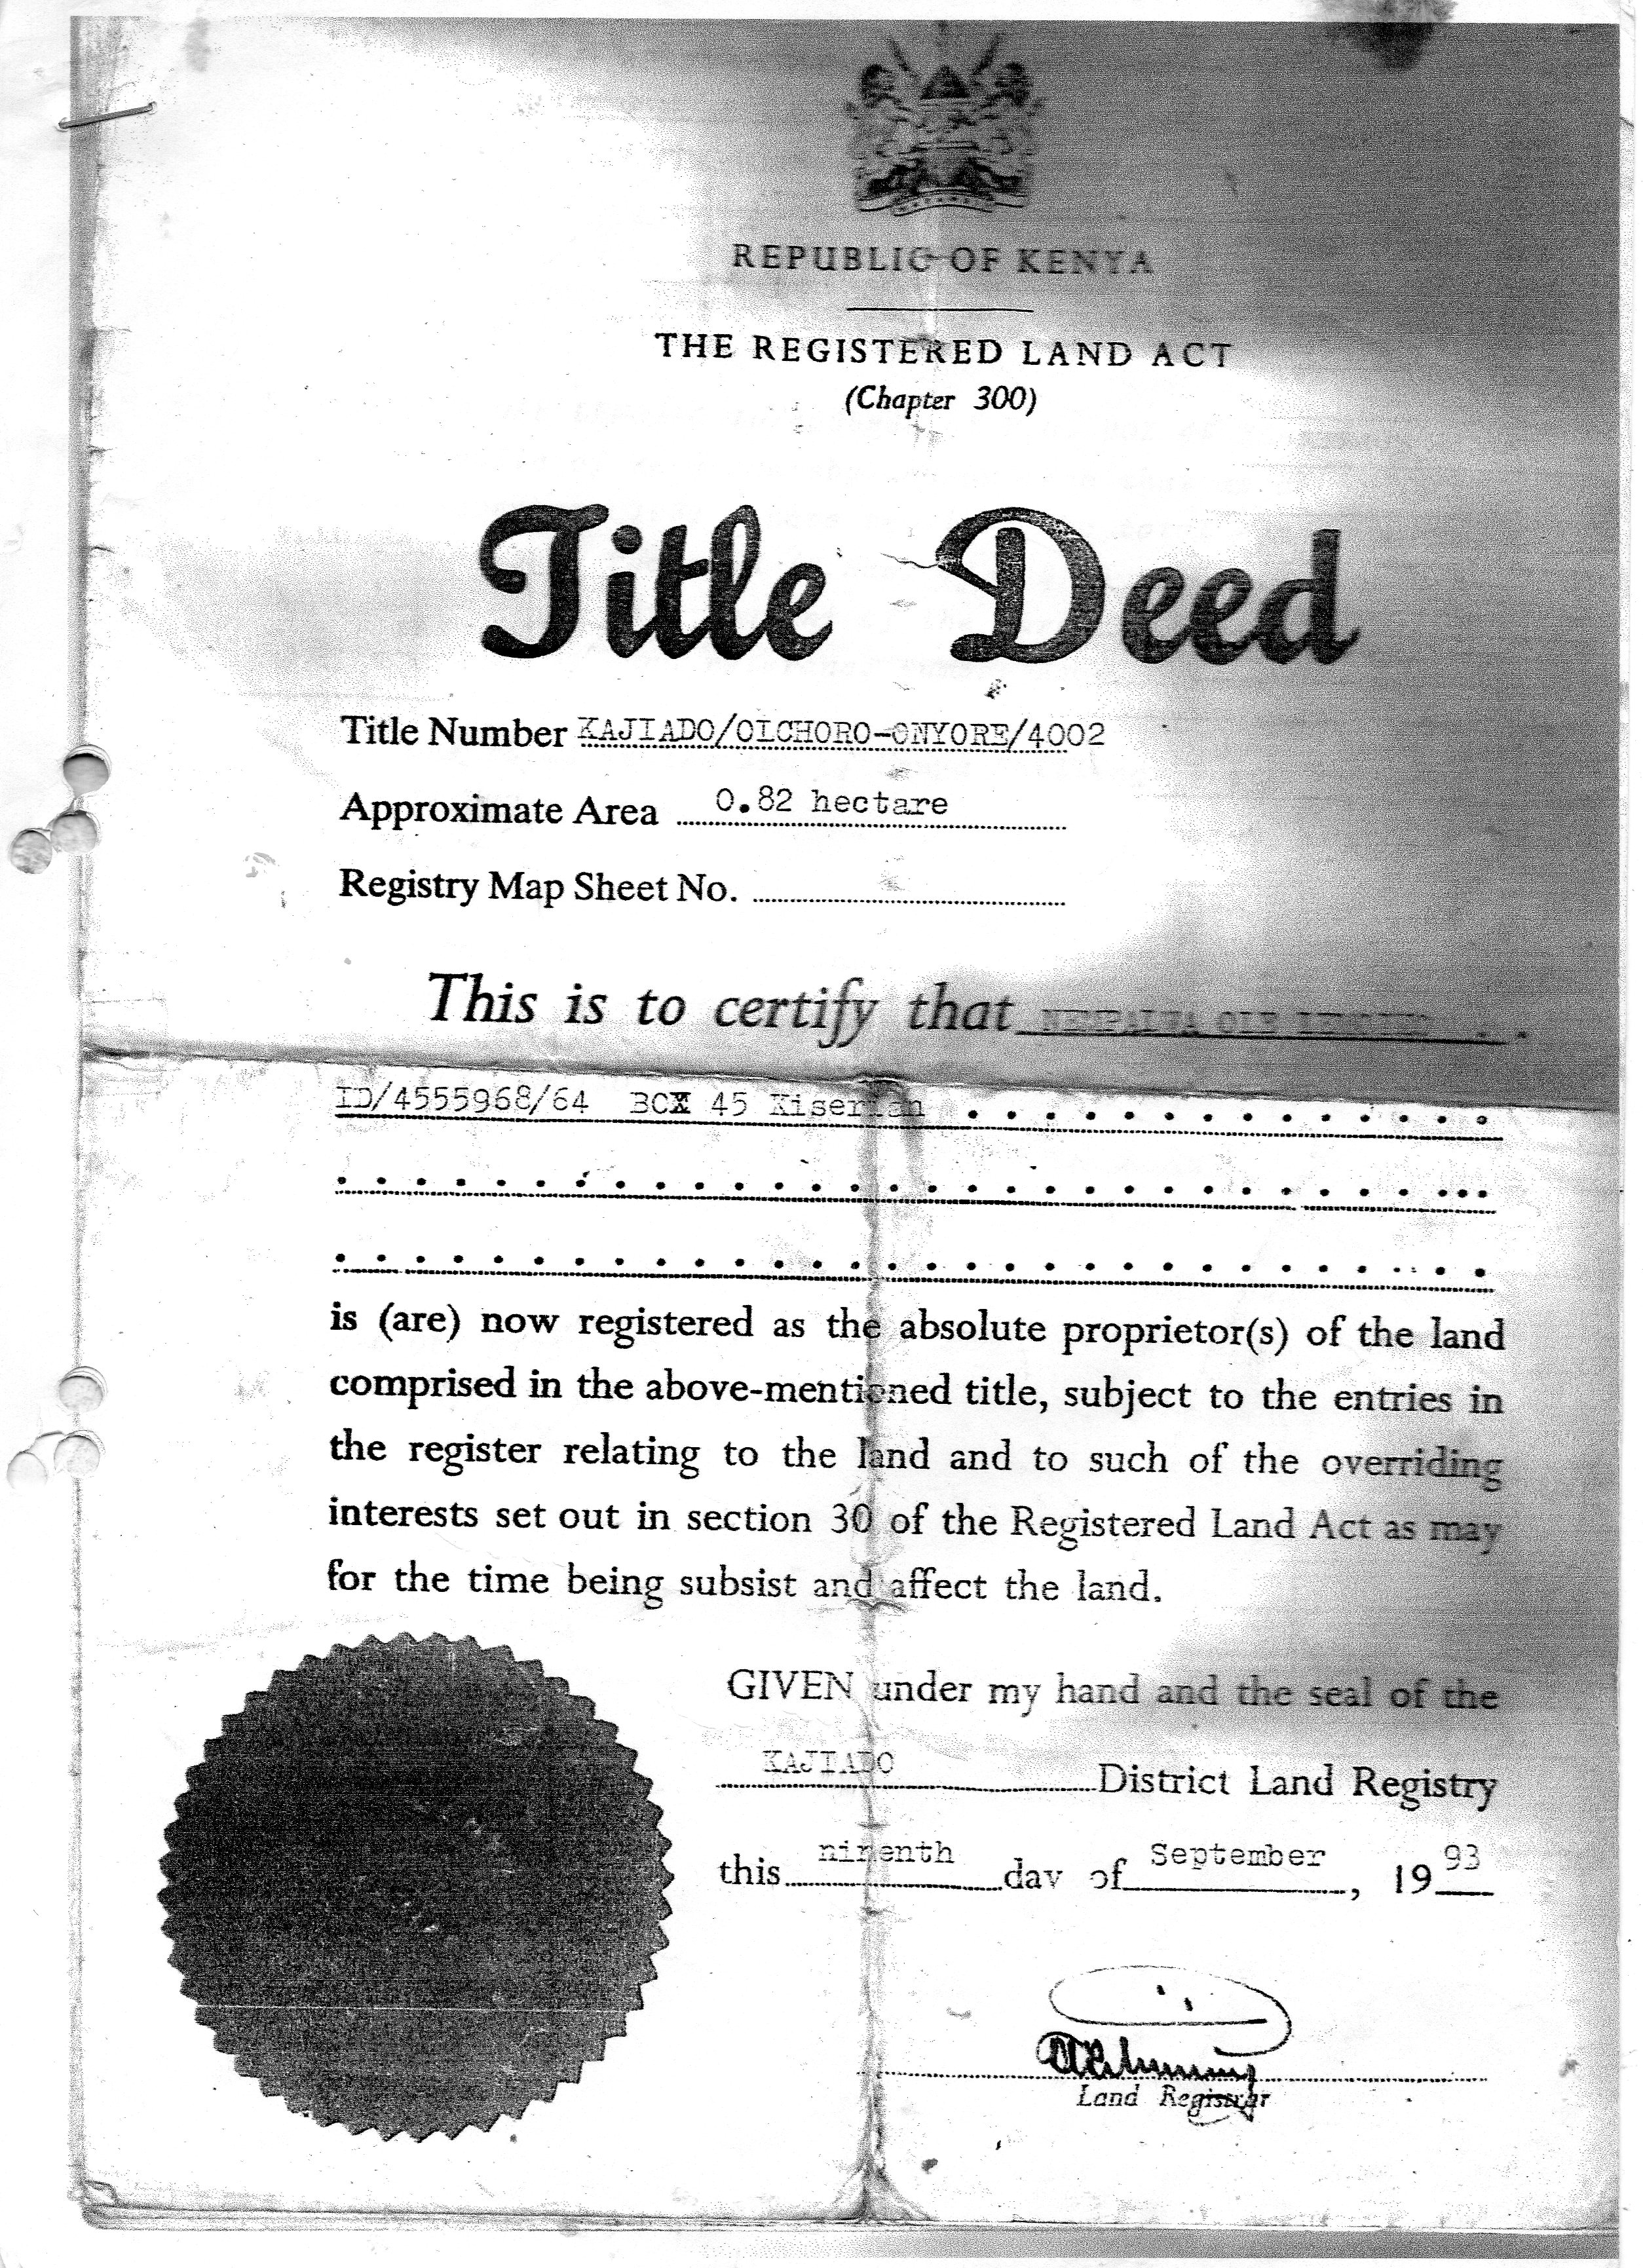 REPUBLIC OF KENYA
THE REGISTERED LAND ACT
(Chapter 300)
Title Deed
Title Number KAJIADO/OLCHORO-ONYORE/4002
Approximate Area 0.82 hectare
Registry Map Sheet No.
This is to certify that
ID/4555968/64 BOX 45 Kiserian
is (are) now registered as the absolute proprietor(s) of the land
comprised in the above-mentioned title, subject to the entries in
the register relating to the land and to such of the overriding
interests set out in section 30 of the Registered Land Act as may
for the time being subsist and affect the land.
GIVEN under my hand and the seal of the
KAJIADO District Land Registry
this ninenth day of September, 19 93
Land Registrar